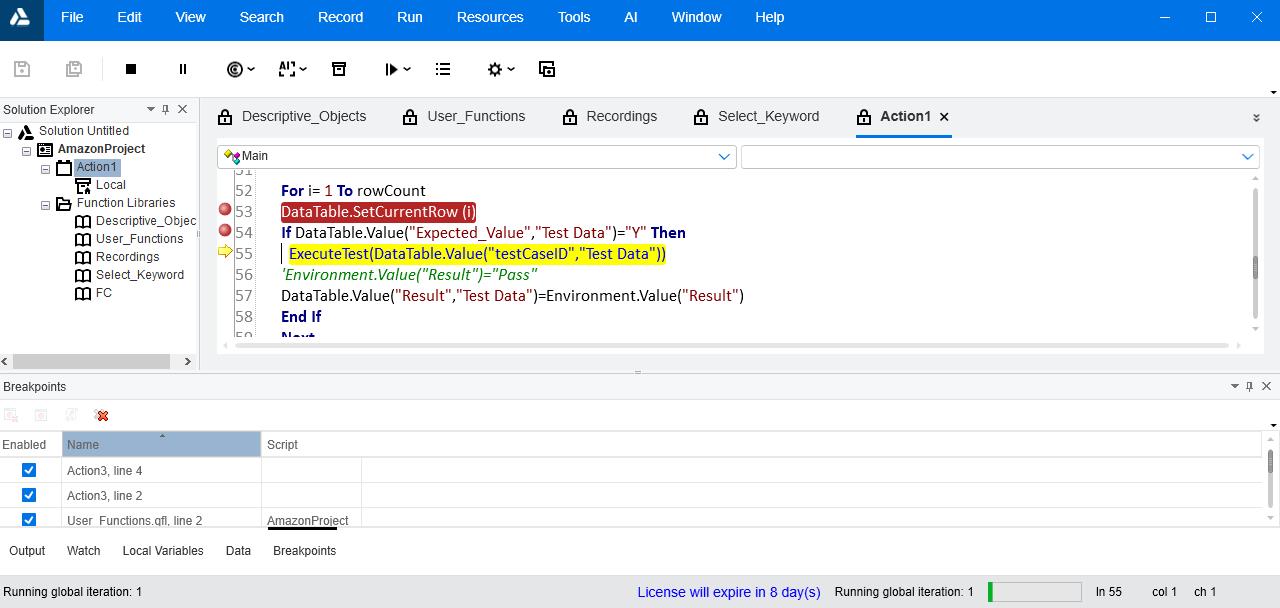 File Edit View Search Record Run Resources Tools AI Window Help
Solution Explorer
Solution Untitled
AmazonProject
Action1
Local
Function Libraries
Descriptive_Objec
User_Functions
Recordings
Select_Keyword
FC
Descriptive_Objects User_Functions Recordings Select_Keyword Action1
Main
51
52 For i= 1 To rowCount
53 DataTable.SetCurrentRow (i)
54 If DataTable.Value("Expected_Value","Test Data")="Y" Then
55 ExecuteTest(DataTable.Value("testCaseID","Test Data"))
56 'Environment.Value("Result")="Pass"
57 DataTable.Value("Result","Test Data")=Environment.Value("Result")
58 End If
59 Next
Breakpoints
Enabled Name Script
Action3, line 4
Action3, line 2
User_Functions.qfl, line 2 AmazonProject
Output Watch Local Variables Data Breakpoints
Running global iteration: 1 License will expire in 8 day(s) Running global iteration: 1 ln 55 col 1 ch 1